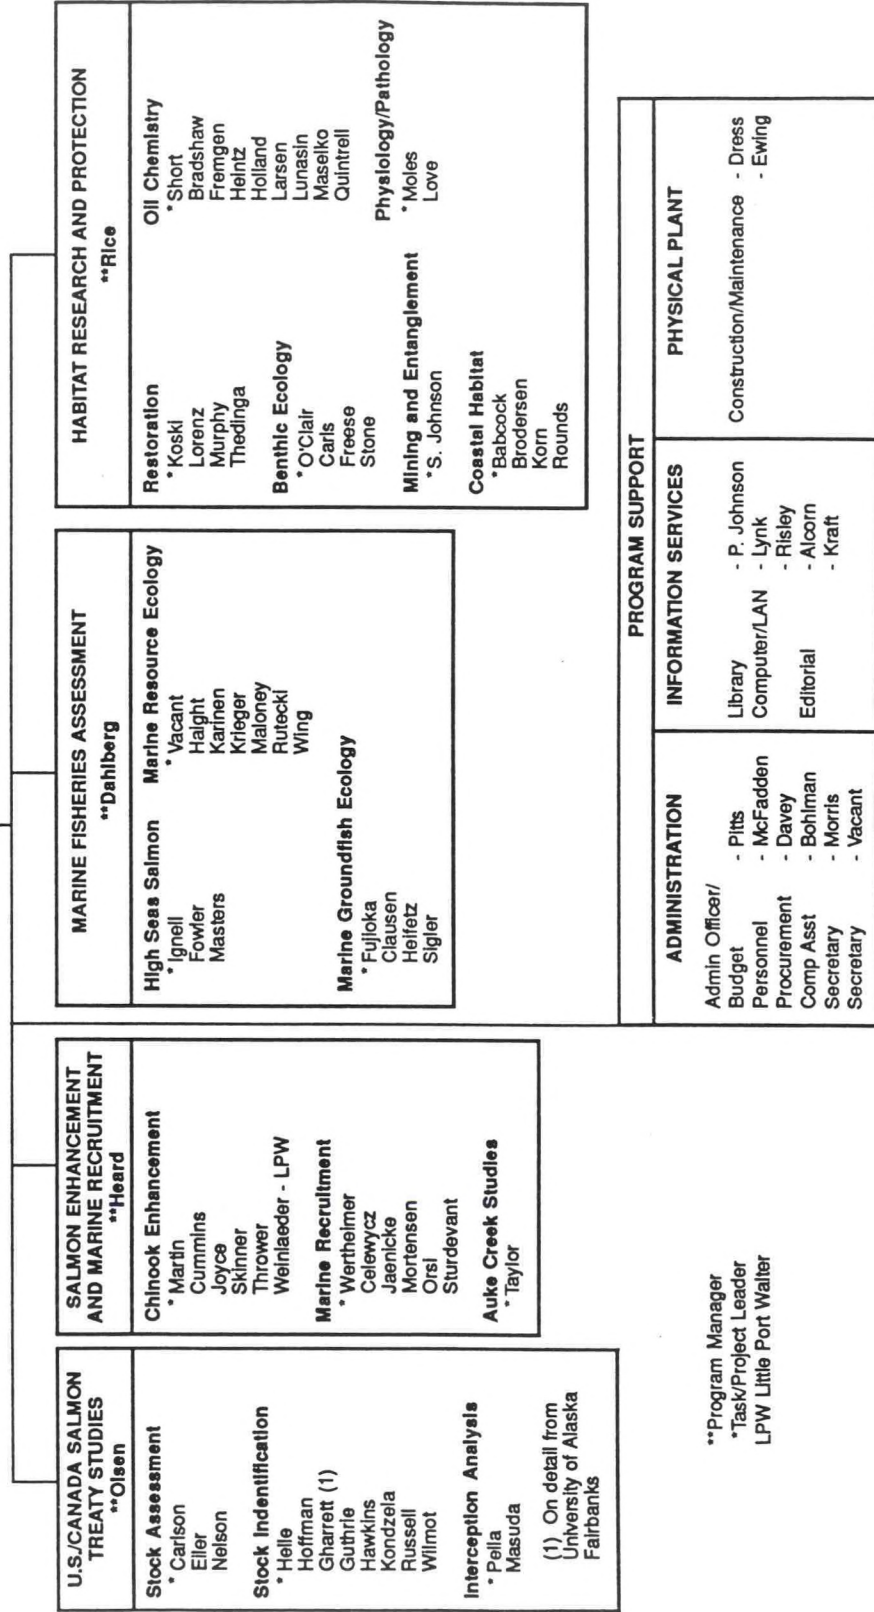 U.S./CANADA SALMON
TREATY STUDIES
**Olsen
Stock Assessment
* Carlson
Eiler
Nelson
Stock Indentification
* Helle
Hoffman
Gharrett (1)
Guthrie
Hawkins
Kondzela
Russell
Wilmot
Interception Analysis
* Pella
Masuda
(1) On detail from
University of Alaska
Fairbanks
SALMON ENHANCEMENT
AND MARINE RECRUITMENT
**Heard
Chinook Enhancement
* Martin
Cummins
Joyce
Skinner
Thrower
Weinlaeder - LPW
Marine Recruitment
* Wertheimer
Celewycz
Jaenicke
Mortensen
Orsi
Sturdevant
Auke Creek Studies
* Taylor
MARINE FISHERIES ASSESSMENT
**Dahlberg
High Seas Salmon
* Ignell
Fowler
Masters
Marine Resource Ecology
* Vacant
Haight
Karinen
Krieger
Maloney
Rutecki
Wing
Marine Groundfish Ecology
* Fujioka
Clausen
Heifetz
Sigler
HABITAT RESEARCH AND PROTECTION
**Rice
Restoration
* Koski
Lorenz
Murphy
Thedinga
Benthic Ecology
* O'Clair
Carls
Freese
Stone
Mining and Entanglement
* S. Johnson
Coastal Habitat
* Babcock
Brodersen
Korn
Rounds
Oil Chemistry
* Short
Bradshaw
Fremgen
Heintz
Holland
Larsen
Lunasin
Maselko
Quintrell
Physiology/Pathology
* Moles
Love
**Program Manager
*Task/Project Leader
LPW Little Port Walter
PROGRAM SUPPORT
ADMINISTRATION
Admin Officer/
Budget - Pitts
Personnel - McFadden
Procurement - Davey
Comp Asst - Bohlman
Secretary - Morris
Secretary - Vacant
INFORMATION SERVICES
Library - P. Johnson
Computer/LAN - Lynk
- Risley
Editorial - Alcorn
- Kraft
PHYSICAL PLANT
Construction/Maintenance - Dress
- Ewing